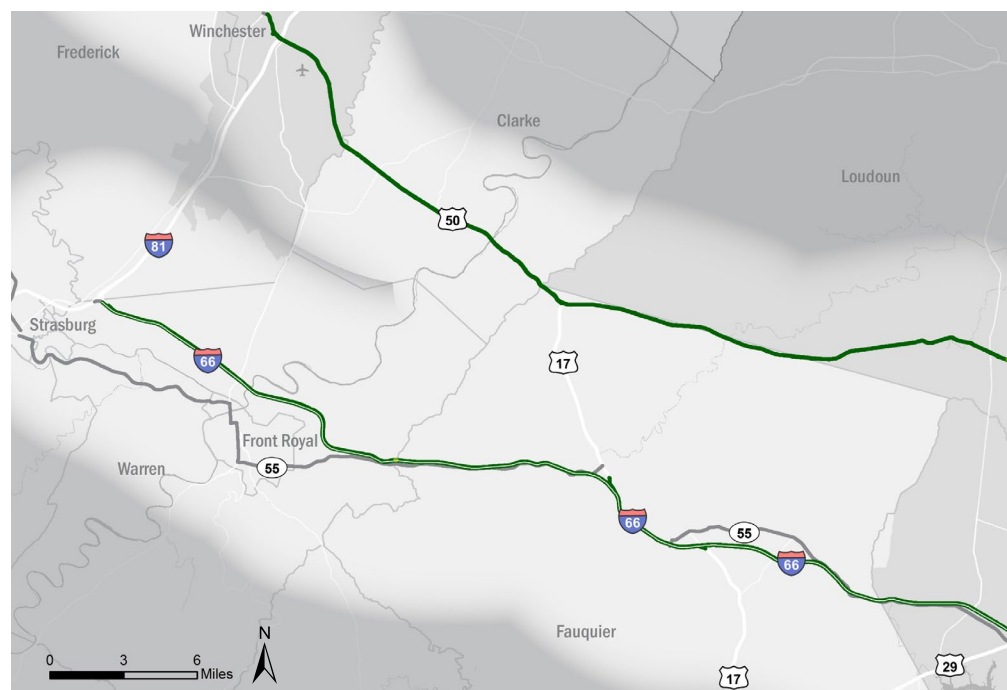 Winchester
Frederick
Clarke
Loudoun
50
81
Strasburg
66
17
Front Royal
55
Warren
66
55
66
Fauquier
N
0 3 6
Miles
17
29